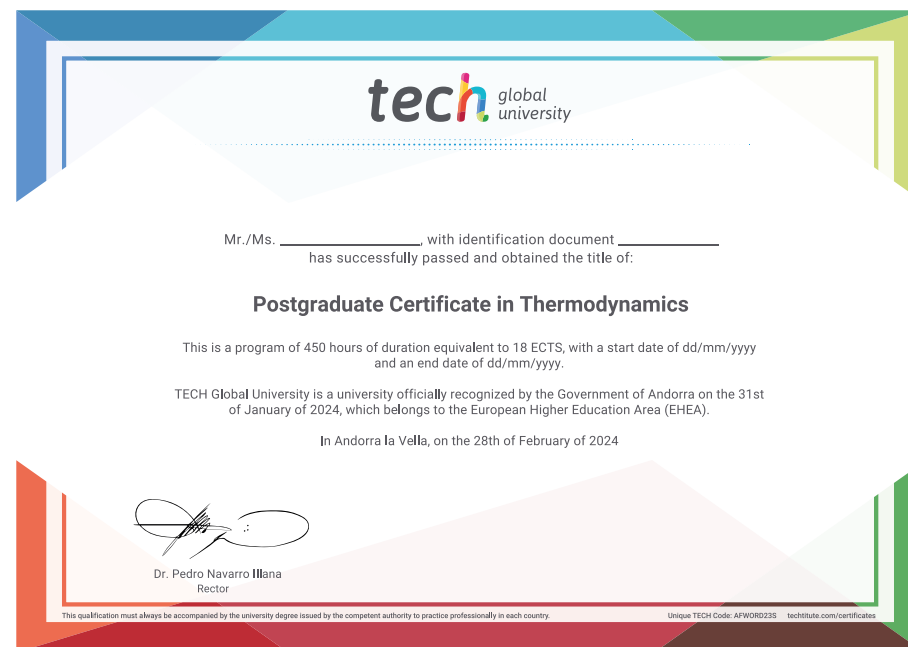 tech global
university
Mr./Ms. ____________________, with identification document ______________
has successfully passed and obtained the title of:
Postgraduate Certificate in Thermodynamics
This is a program of 450 hours of duration equivalent to 18 ECTS, with a start date of dd/mm/yyyy
and an end date of dd/mm/yyyy.
TECH Global University is a university officially recognized by the Government of Andorra on the 31st
of January of 2024, which belongs to the European Higher Education Area (EHEA).
In Andorra la Vella, on the 28th of February of 2024
Dr. Pedro Navarro Illana
Rector
This qualification must always be accompanied by the university degree issued by the competent authority to practice professionally in each country. Unique TECH Code: AFWORD23S techtitute.com/certificates